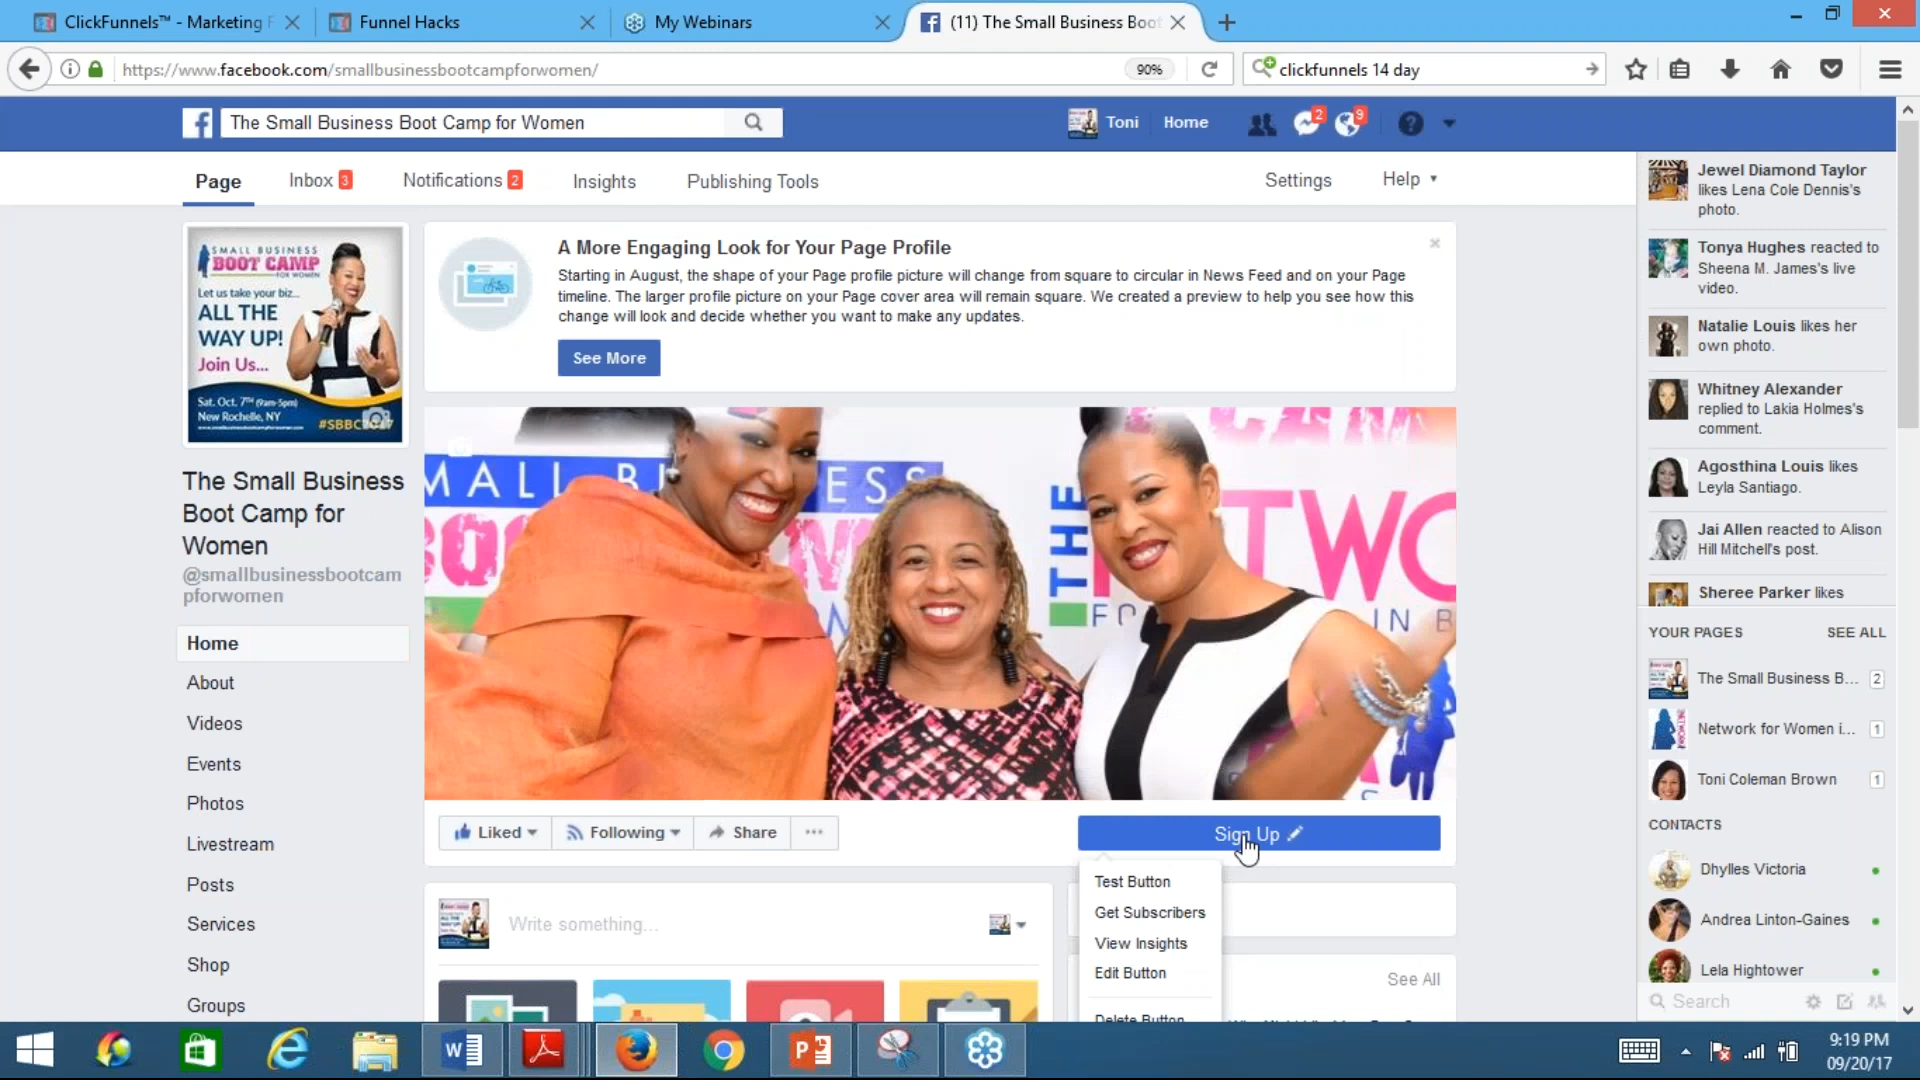 ClickFunnels™ - Marketing F
Funnel Hacks
My Webinars
(11) The Small Business Boot
https://www.facebook.com/smallbusinessbootcampforwomen/
90%
clickfunnels 14 day
The Small Business Boot Camp for Women
Toni
Home
2
9
Page
Inbox 3
Notifications 2
Insights
Publishing Tools
Settings
Help
SMALL BUSINESS
BOOT CAMP
FOR WOMEN
Let us take your biz...
ALL THE
WAY UP!
Join Us...
Sat. Oct. 7TH (9am-5pm)
New Rochelle, NY
www.smallbusinessbootcampforwomen.com
#SBBC2017
A More Engaging Look for Your Page Profile
Starting in August, the shape of your Page profile picture will change from square to circular in News Feed and on your Page
timeline. The larger profile picture on your Page cover area will remain square. We created a preview to help you see how this
change will look and decide whether you want to make any updates.
See More
The Small Business
Boot Camp for
Women
@smallbusinessbootcam
pforwomen
Home
About
Videos
Events
Photos
Livestream
Posts
Services
Shop
Groups
THE
Liked
Following
Share
Sign Up
Test Button
Get Subscribers
View Insights
Edit Button
Delete Button
Write something...
See All
Jewel Diamond Taylor
likes Lena Cole Dennis's
photo.
Tonya Hughes reacted to
Sheena M. James's live
video.
Natalie Louis likes her
own photo.
Whitney Alexander
replied to Lakia Holmes's
comment.
Agosthina Louis likes
Leyla Santiago.
Jai Allen reacted to Alison
Hill Mitchell's post.
Sheree Parker likes
YOUR PAGES
SEE ALL
The Small Business B... 2
Network for Women i... 1
Toni Coleman Brown 1
CONTACTS
Dhylles Victoria
Andrea Linton-Gaines
Lela Hightower
Search
9:19 PM
09/20/17